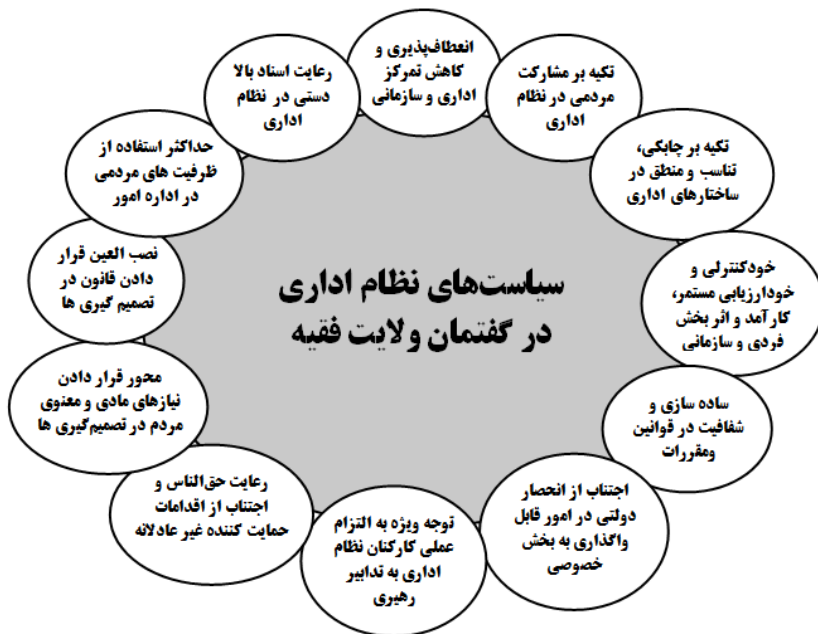 سیاست‌های نظام اداری
در گفتمان ولایت فقیه
انعطاف‌پذیری و
کاهش تمرکز
اداری و سازمانی
تکیه بر مشارکت
مردمی در نظام
اداری
تکیه بر چابکی،
تناسب و منطق در
ساختارهای اداری
خودکنترلی و
خودارزیابی مستمر،
کارآمد و اثر بخش
فردی و سازمانی
ساده سازی و
شفافیت در قوانین
ومقررات
اجتناب از انحصار
دولتی در امور قابل
واگذاری به بخش
خصوصی
توجه ویژه به التزام
عملی کارکنان نظام
اداری به تدابیر
رهبری
رعایت حق‌الناس و
اجتناب از اقدامات
حمایت کننده غیر عادلانه
محور قرار دادن
نیازهای مادی و معنوی
مردم در تصمیم‌گیری ها
نصب العین قرار
دادن قانون در
تصمیم گیری ها
حداکثر استفاده از
ظرفیت های مردمی
در اداره امور
رعایت اسناد بالا
دستی در نظام
اداری